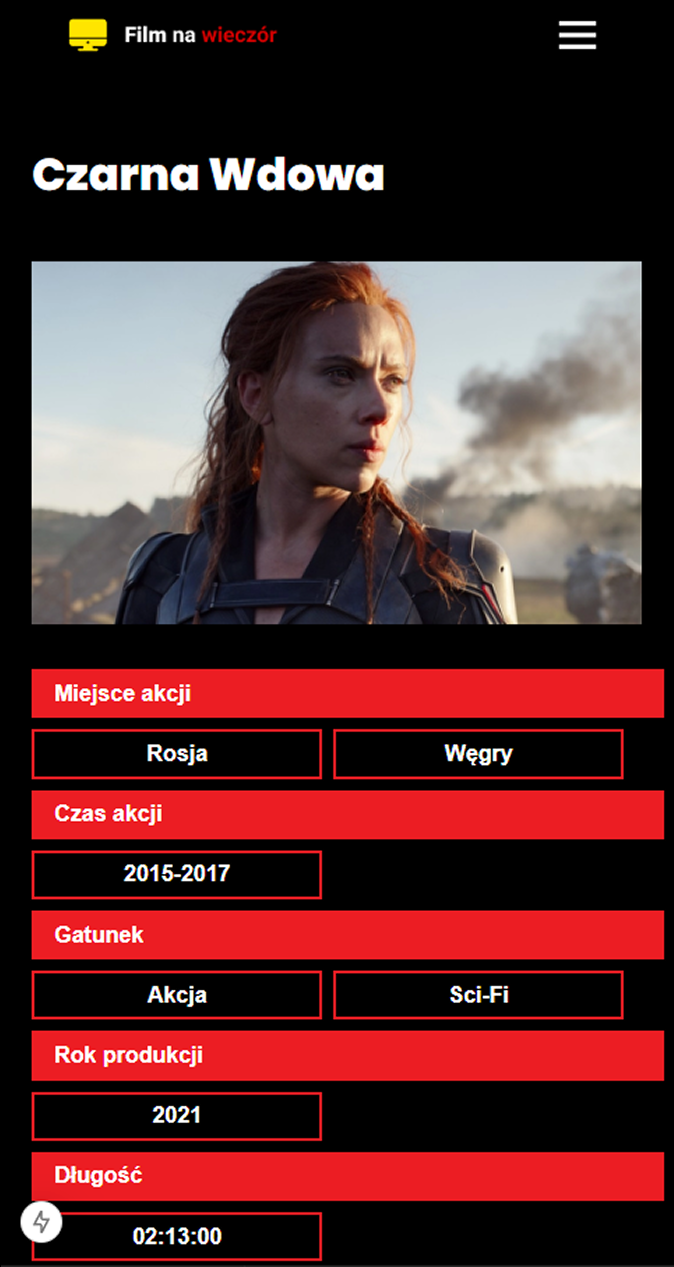 Film na wieczór
Czarna Wdowa
Miejsce akcji
Rosja Węgry
Czas akcji
2015-2017
Gatunek
Akcja Sci-Fi
Rok produkcji
2021
Długość
02:13:00